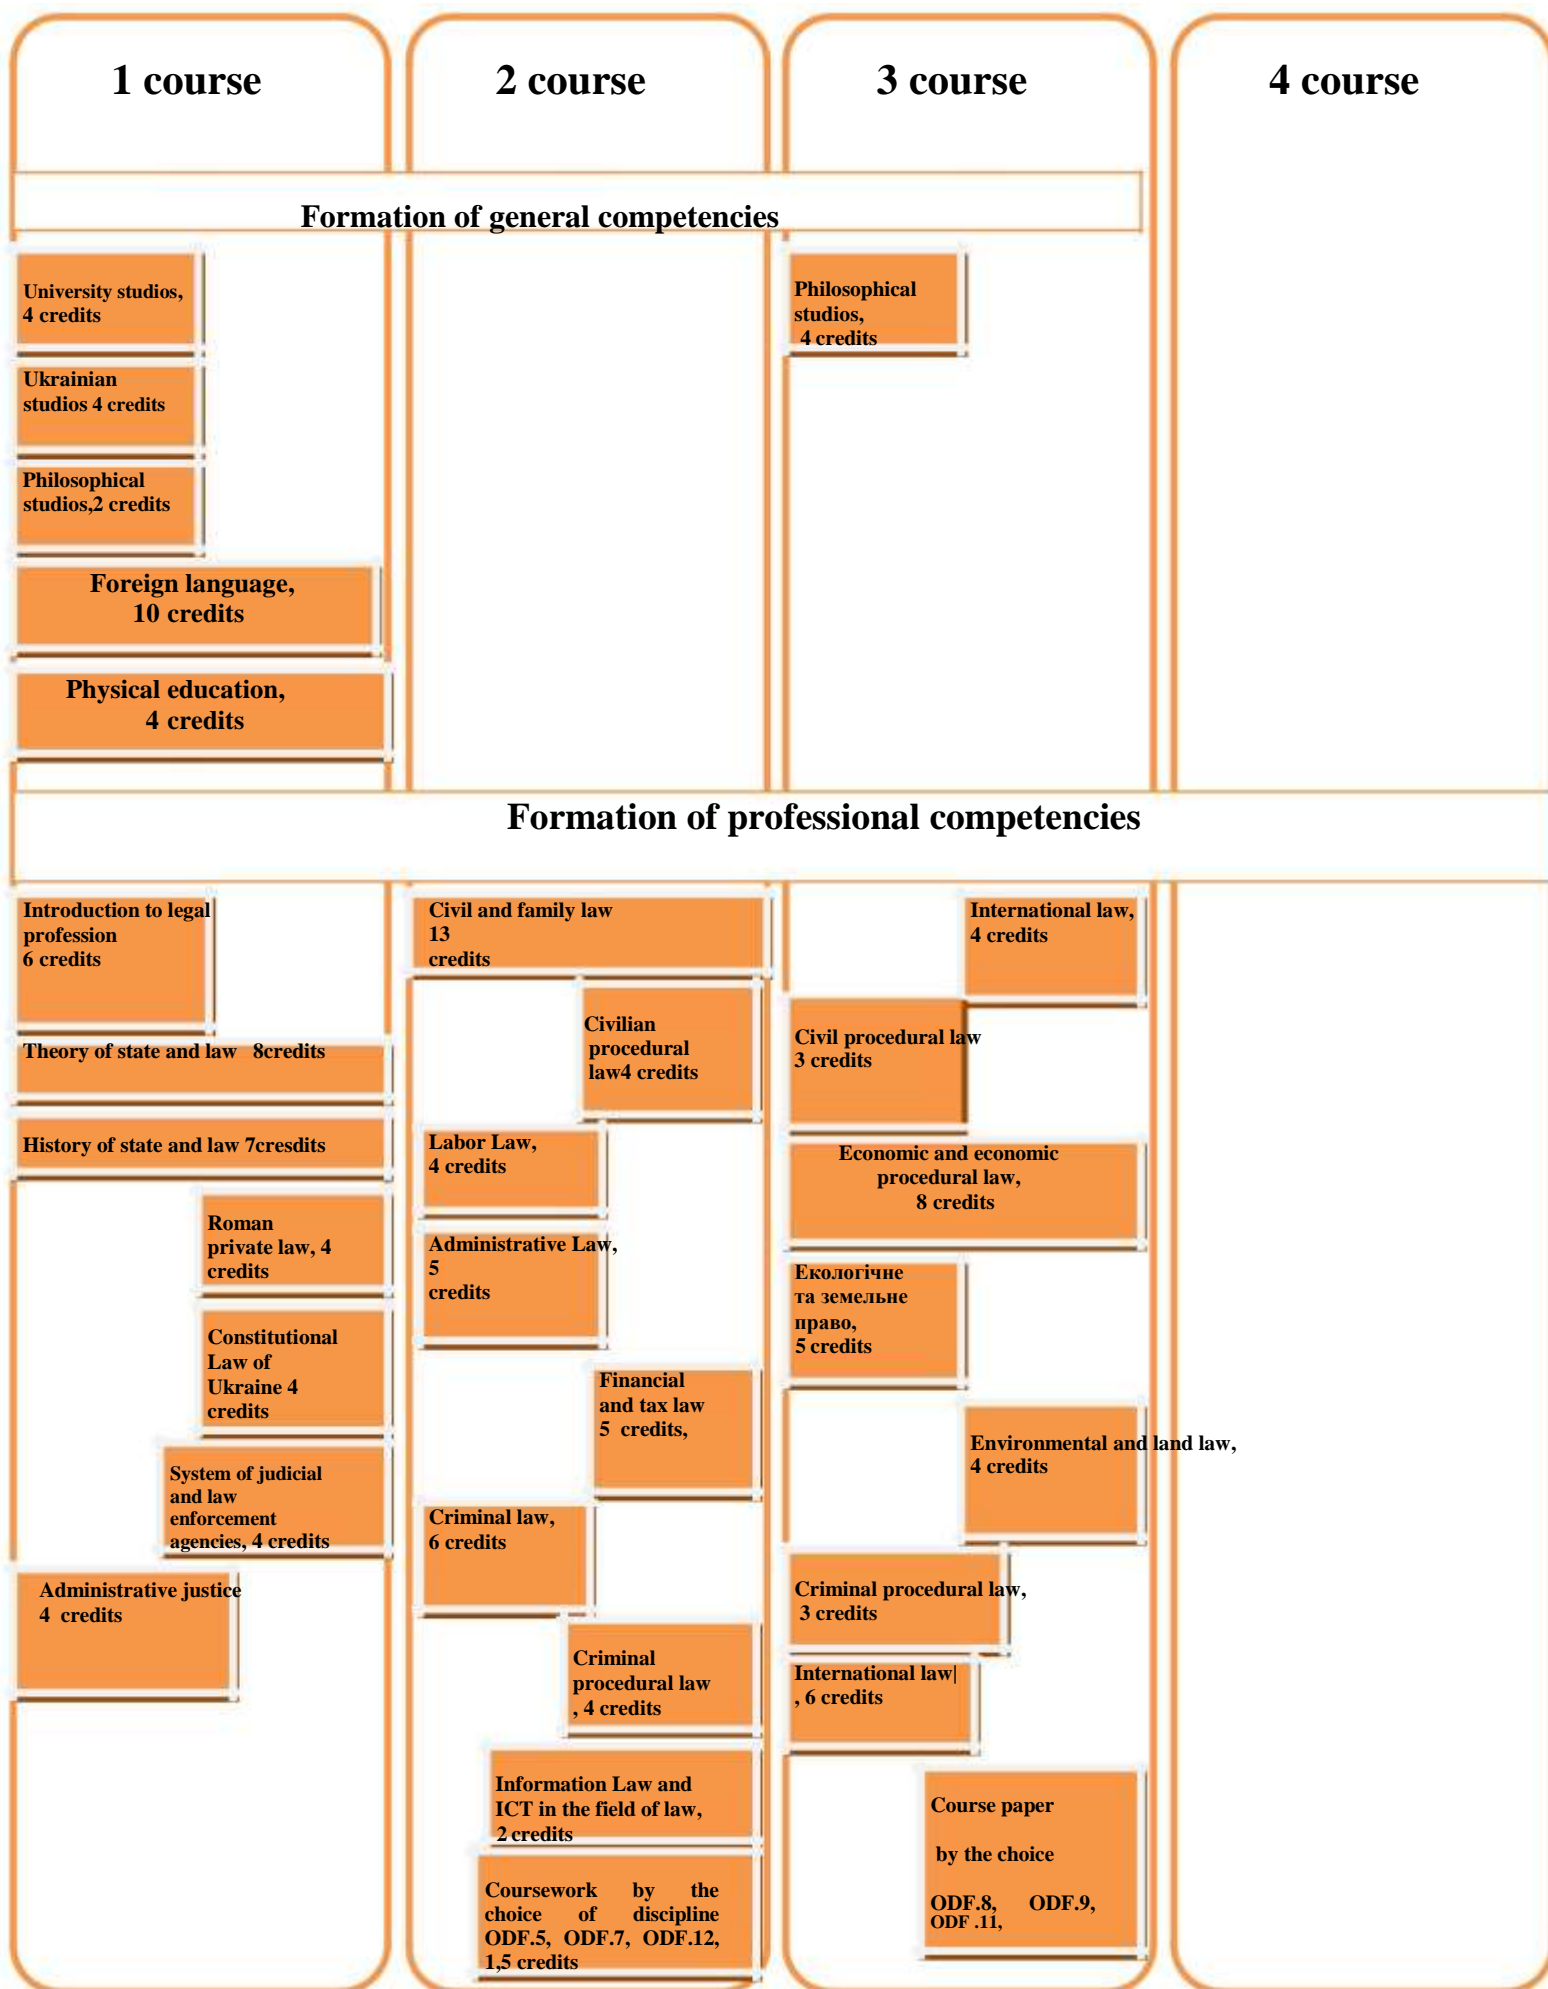 1 course
2 course
3 course
4 course
Formation of general competencies
University studios,
4 credits
Ukrainian
studios 4 credits
Philosophical
studios,2 credits
Foreign language,
10 credits
Physical education,
4 credits
Philosophical
studios,
4 credits
Formation of professional competencies
Introduction to legal
profession
6 credits
Theory of state and law 8credits
History of state and law 7cresdits
Roman
private law, 4
credits
Constitutional
Law of
Ukraine 4
credits
System of judicial
and law
enforcement
agencies, 4 credits
Administrative justice
4 credits
Civil and family law
13
credits
Civilian
procedural
law4 credits
Labor Law,
4 credits
Administrative Law,
5
credits
Financial
and tax law
5 credits,
Criminal law,
6 credits
Criminal
procedural law
, 4 credits
Information Law and
ICT in the field of law,
2 credits
Coursework by the
choice of discipline
ODF.5, ODF.7, ODF.12,
1,5 credits
International law,
4 credits
Civil procedural law
3 credits
Economic and economic
procedural law,
8 credits
Екологічне
та земельне
право,
5 credits
Environmental and land law,
4 credits
Criminal procedural law,
3 credits
International law|
, 6 credits
Course paper
by the choice
ODF.8, ODF.9,
ODF .11,